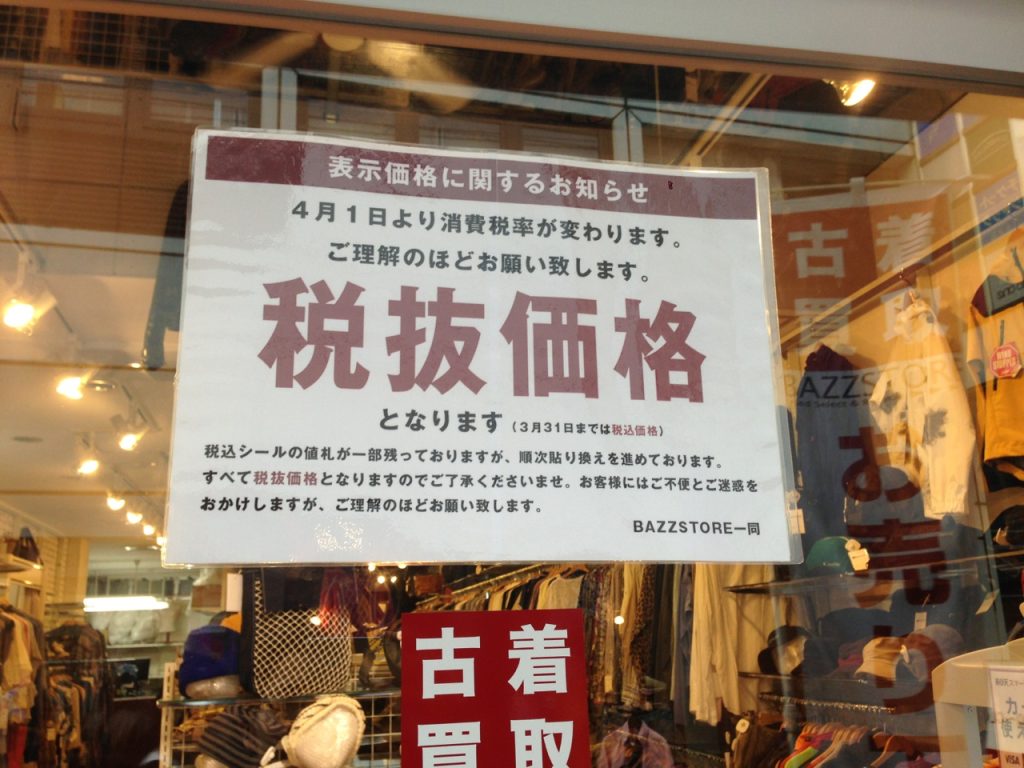 表示価格に関するお知らせ
4月1日より消費税率が変わります。
ご理解のほどお願い致します。
税抜価格
となります（3月31日までは税込価格）
税込シールの値札が一部残っておりますが、順次貼り換えを進めております。
すべて税抜価格となりますのでご了承くださいませ。お客様にはご不便とご迷惑を
おかけしますが、ご理解のほどお願い致します。
BAZZSTORE一同
古着
買取
BAZZSTORE
お売り
古着
買取
VISA